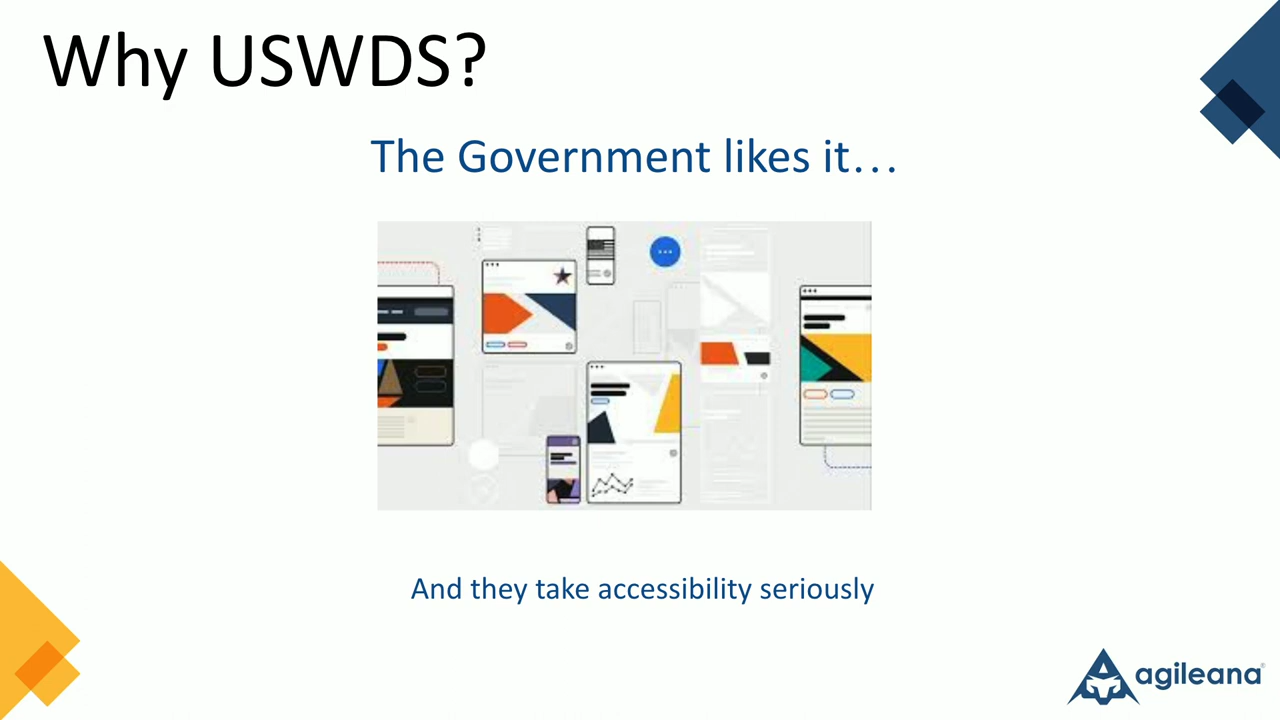 Why USWDS?
The Government likes it...
And they take accessibility seriously
agileana®